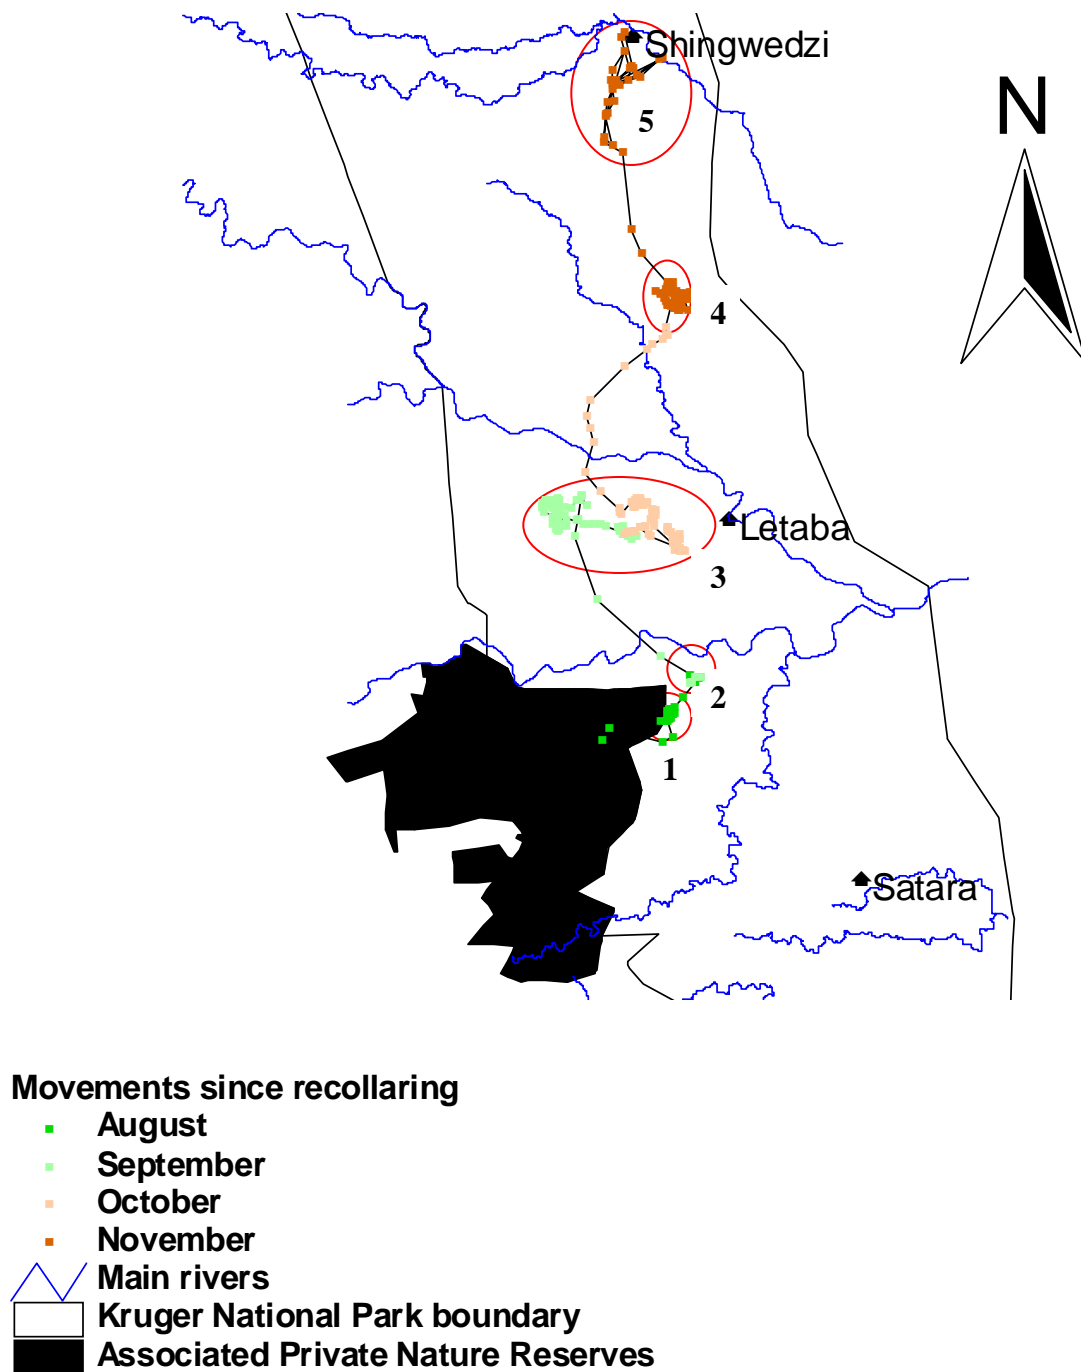 Shingwedzi
N
5
4
Letaba
3
2
1
Satara
Movements since recollaring
August
September
October
November
Main rivers
Kruger National Park boundary
Associated Private Nature Reserves